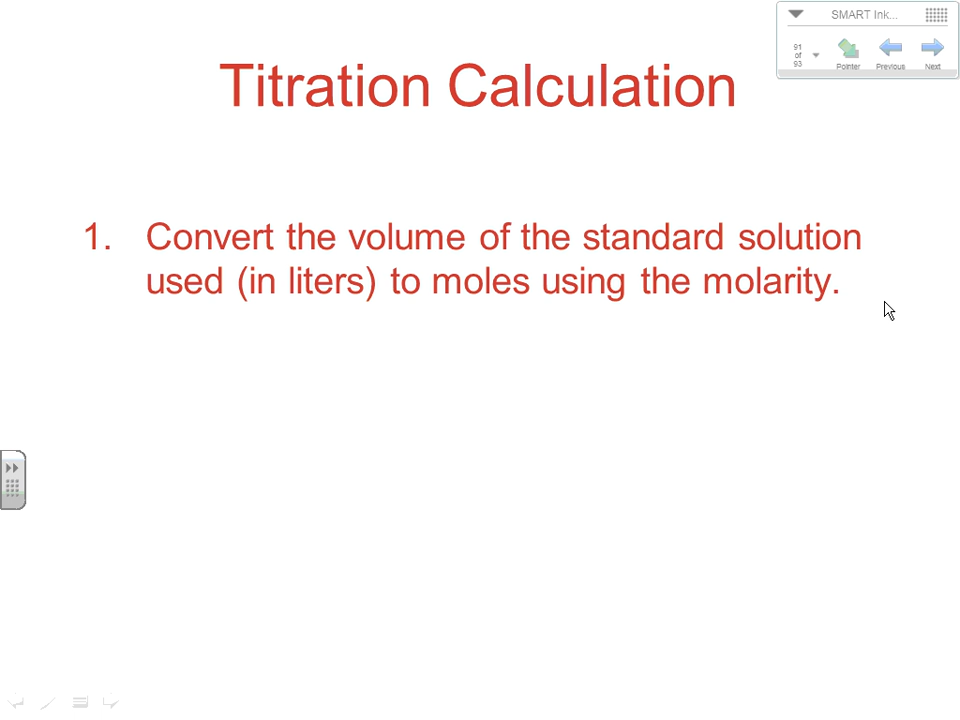 SMART Ink...
91
of
93
Pointer
Previous
Next
Titration Calculation
1. Convert the volume of the standard solution
used (in liters) to moles using the molarity.